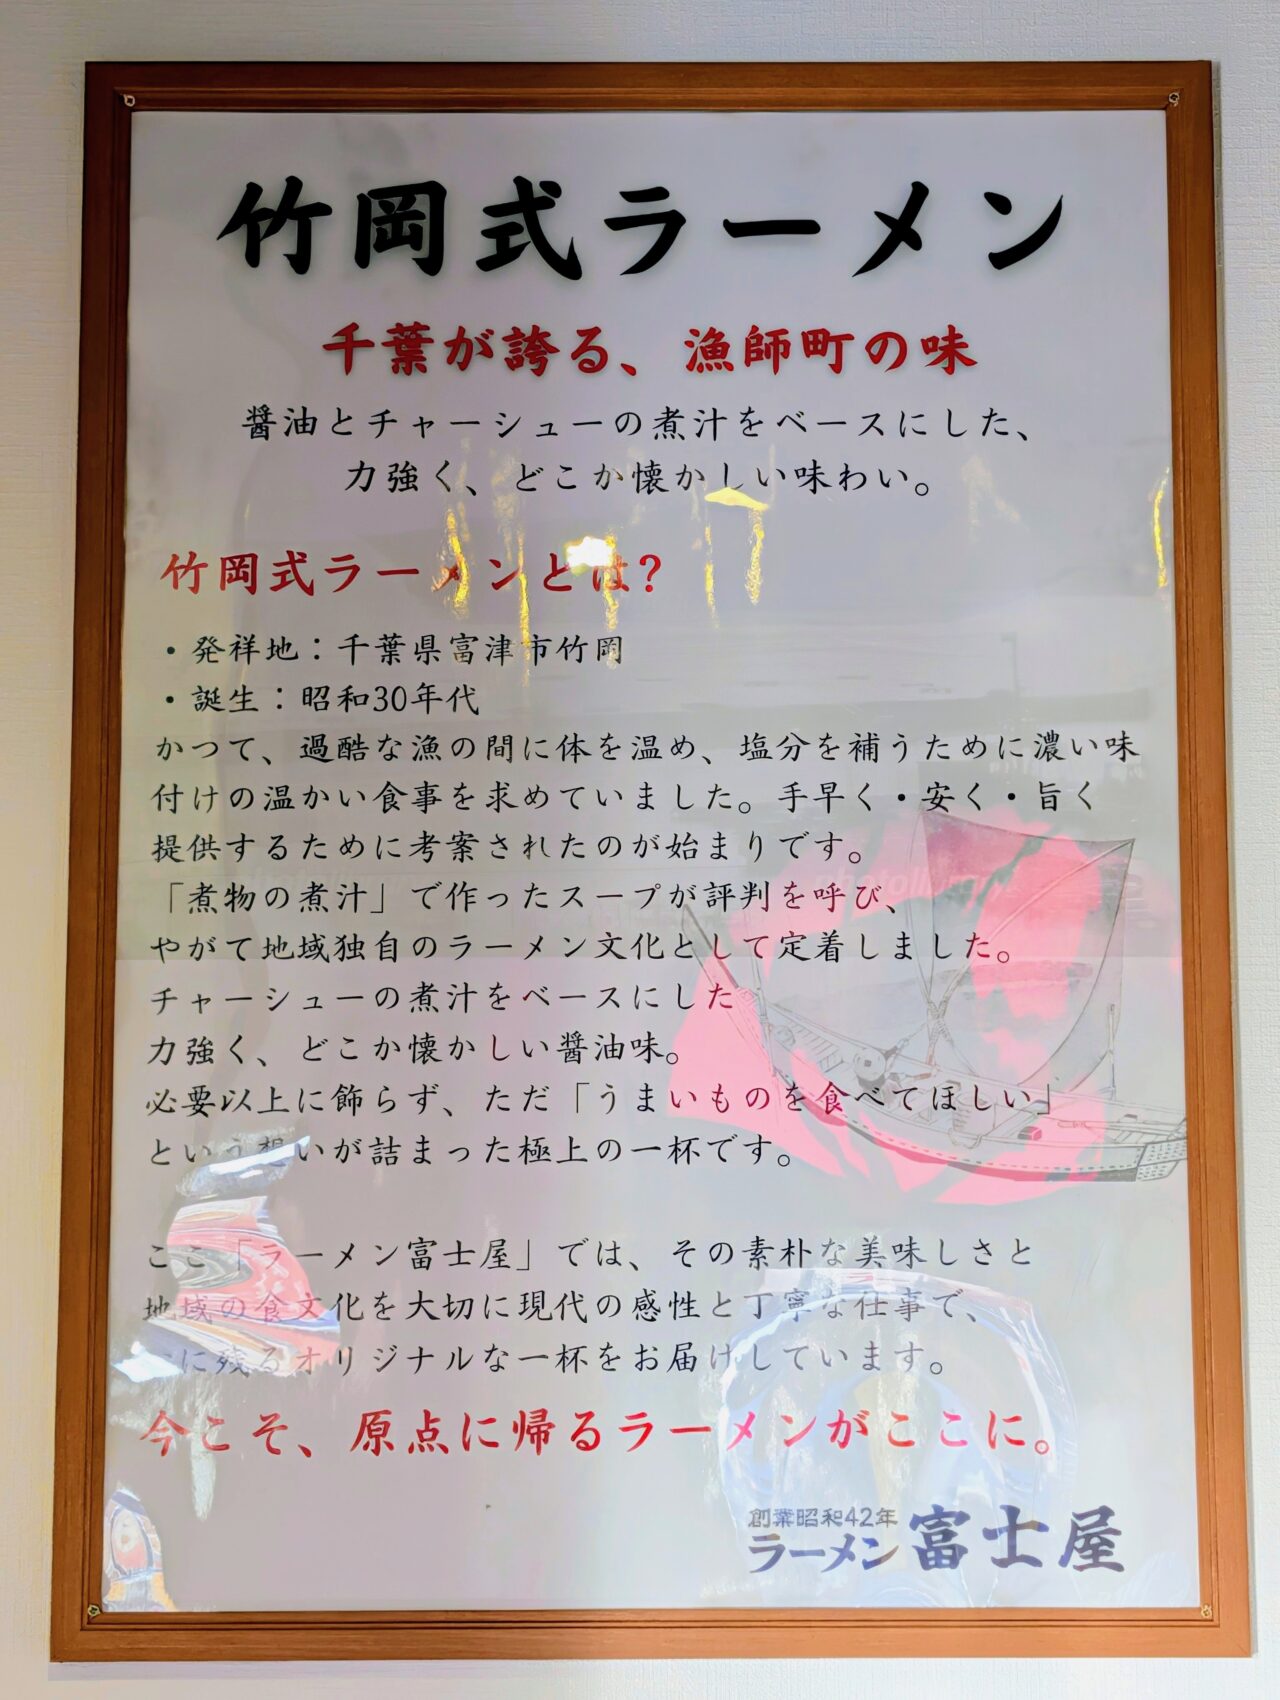 竹岡式ラーメン
千葉が誇る、漁師町の味
醤油とチャーシューの煮汁をベースにした、
力強く、どこか懐かしい味わい。
竹岡式ラーメンとは?
・発祥地：千葉県富津市竹岡
・誕生：昭和30年代
かつて、過酷な漁の間に体を温め、塩分を補うために濃い味
付けの温かい食事を求めていました。手早く・安く・旨く
提供するために考案されたのが始まりです。
「煮物の煮汁」で作ったスープが評判を呼び、
やがて地域独自のラーメン文化として定着しました。
チャーシューの煮汁をベースにした
力強く、どこか懐かしい醤油味。
必要以上に飾らず、ただ「うまいものを食べてほしい」
という想いが詰まった極上の一杯です。
ここ「ラーメン富士屋」では、その素朴な美味しさと
地域の食文化を大切に現代の感性と丁寧な仕事で、
に残るオリジナルな一杯をお届けしています。
今こそ、原点に帰るラーメンがここに。
創業昭和42年
ラーメン 富士屋